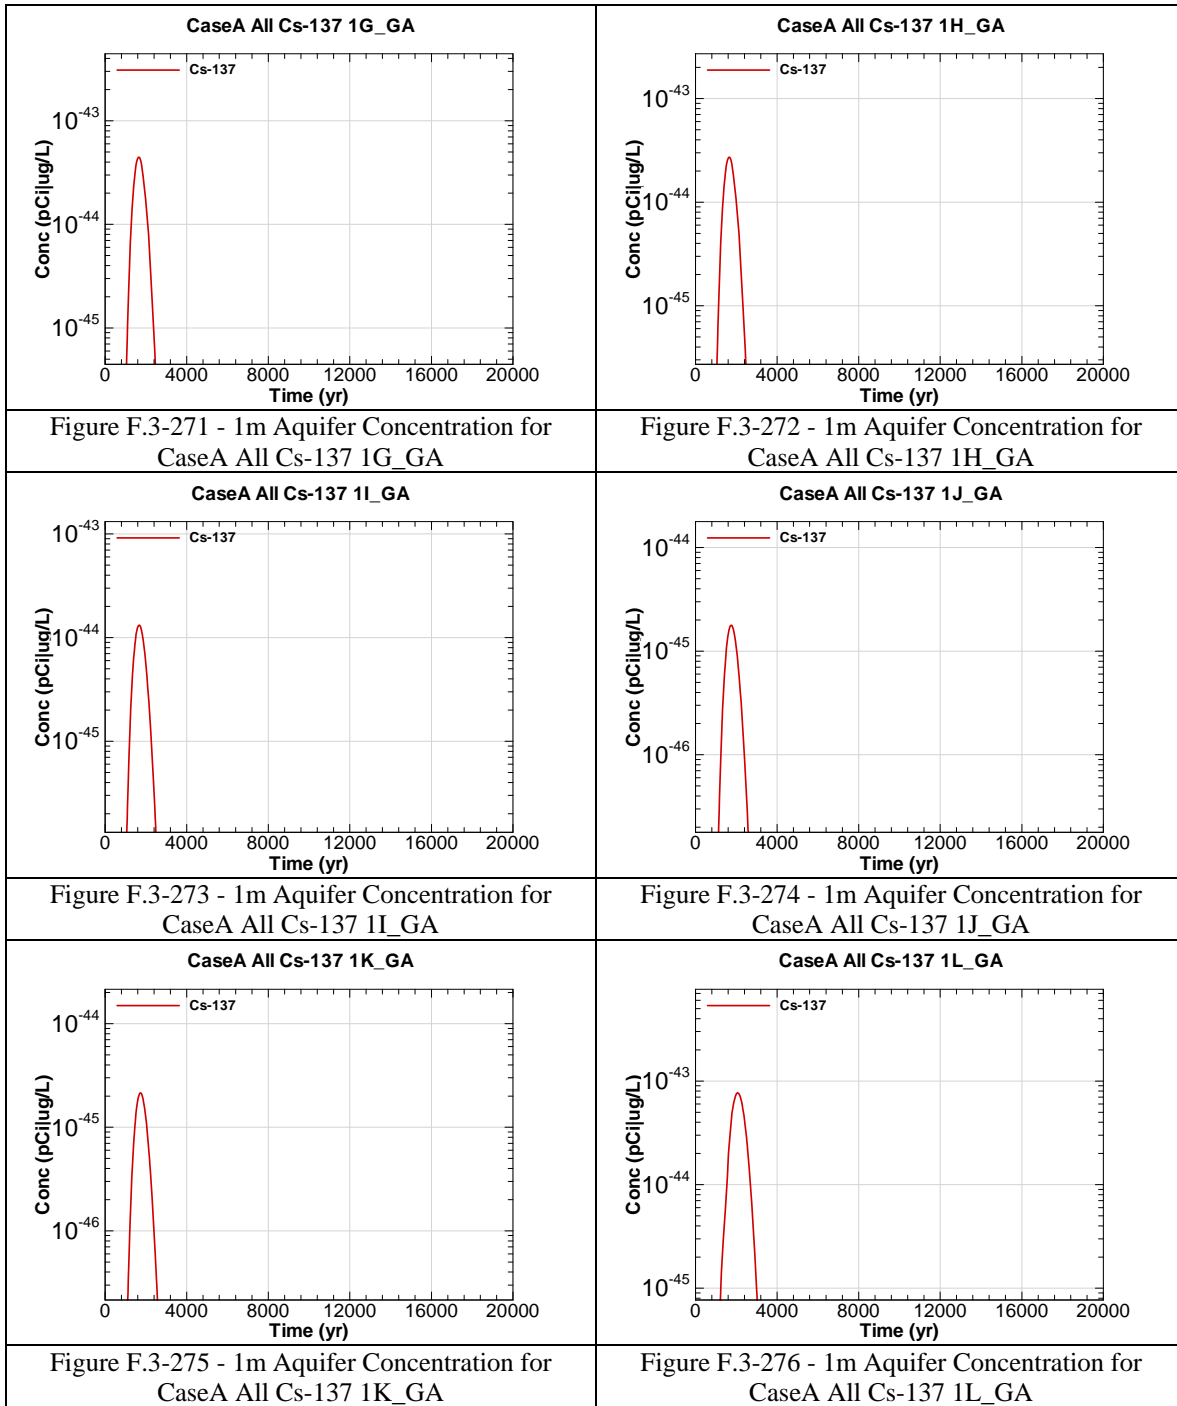 CaseA All Cs-137 1G_GA
Cs-137
10-43
10-44
10-45
Conc (pCi|ug/L)
0 4000 8000 12000 16000 20000
Time (yr)
Figure F.3-271 - 1m Aquifer Concentration for
CaseA All Cs-137 1G_GA
CaseA All Cs-137 1H_GA
Cs-137
10-43
10-44
10-45
Conc (pCi|ug/L)
0 4000 8000 12000 16000 20000
Time (yr)
Figure F.3-272 - 1m Aquifer Concentration for
CaseA All Cs-137 1H_GA
CaseA All Cs-137 1I_GA
10-43
Cs-137
10-44
10-45
Conc (pCi|ug/L)
0 4000 8000 12000 16000 20000
Time (yr)
Figure F.3-273 - 1m Aquifer Concentration for
CaseA All Cs-137 1I_GA
CaseA All Cs-137 1J_GA
Cs-137
10-44
10-45
10-46
Conc (pCi|ug/L)
0 4000 8000 12000 16000 20000
Time (yr)
Figure F.3-274 - 1m Aquifer Concentration for
CaseA All Cs-137 1J_GA
CaseA All Cs-137 1K_GA
Cs-137
10-44
10-45
10-46
Conc (pCi|ug/L)
0 4000 8000 12000 16000 20000
Time (yr)
Figure F.3-275 - 1m Aquifer Concentration for
CaseA All Cs-137 1K_GA
CaseA All Cs-137 1L_GA
Cs-137
10-43
10-44
10-45
Conc (pCi|ug/L)
0 4000 8000 12000 16000 20000
Time (yr)
Figure F.3-276 - 1m Aquifer Concentration for
CaseA All Cs-137 1L_GA